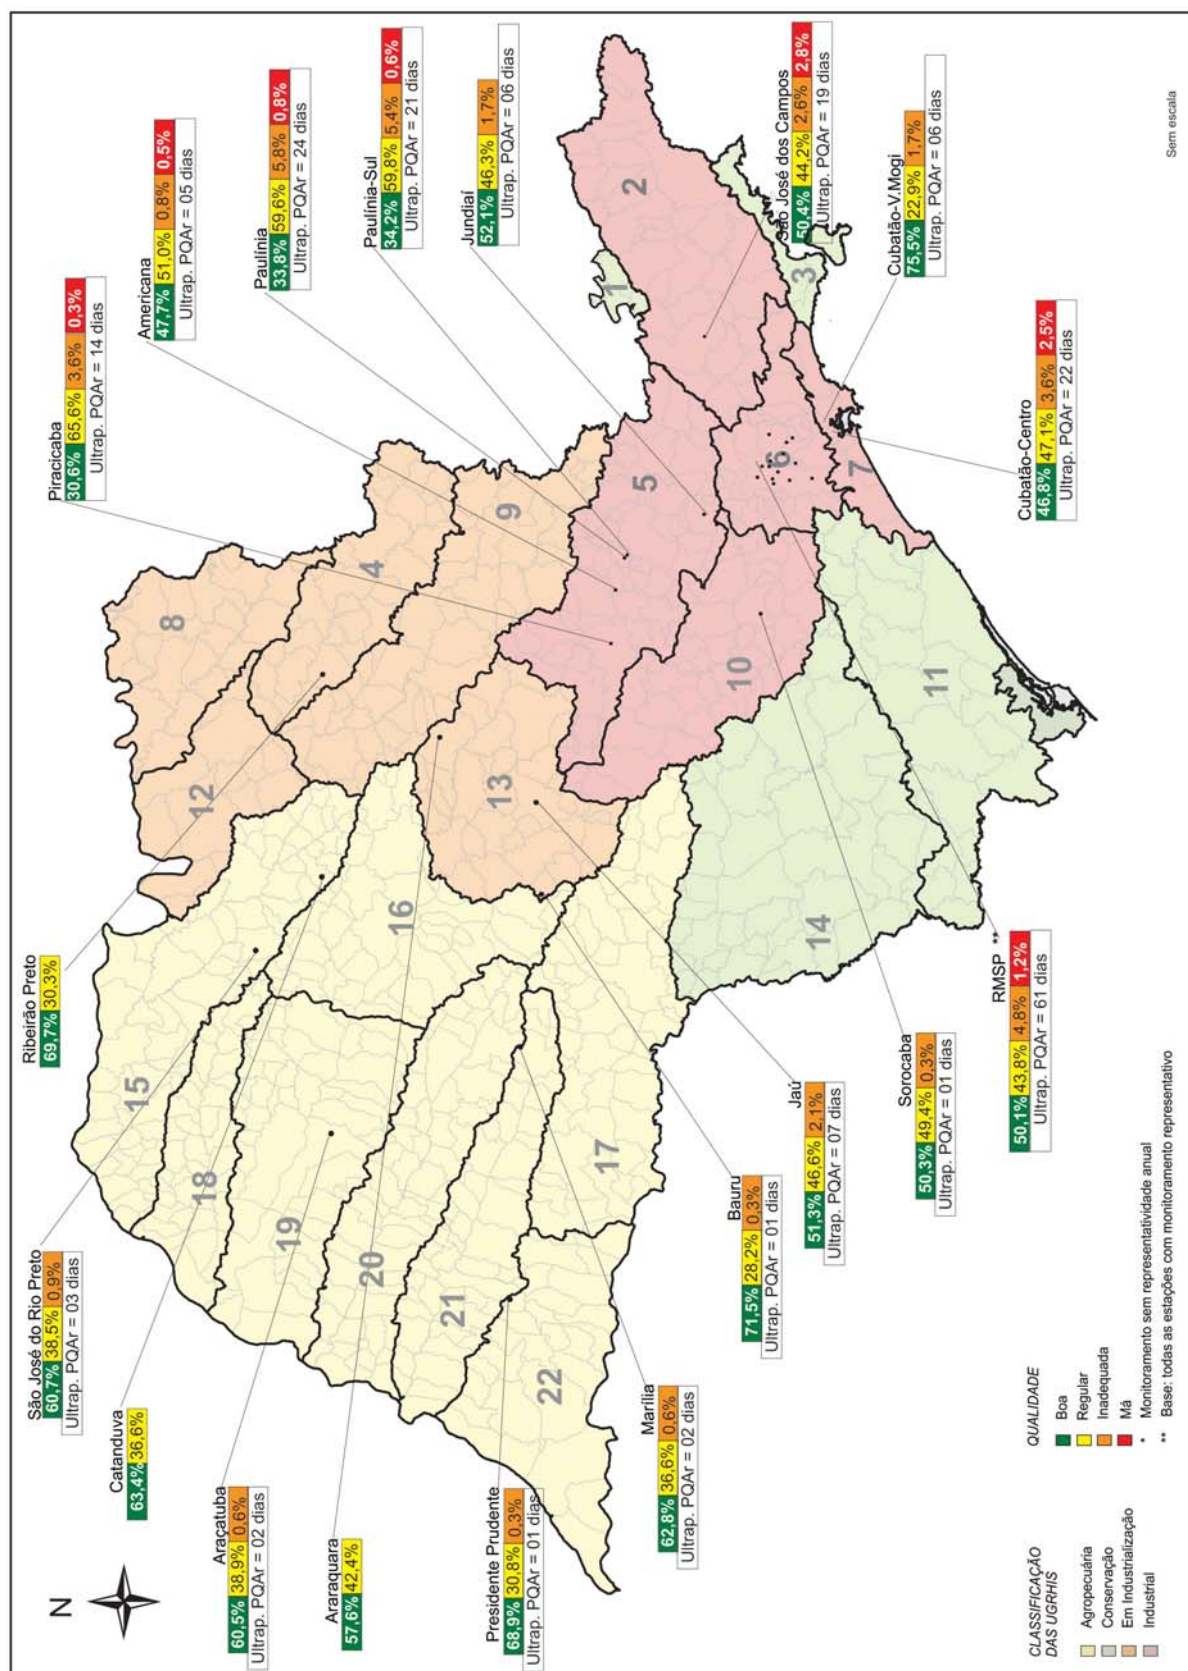 N
São José do Rio Preto
60,7% 38,5% 0,9%
Ultrap. PQAr = 03 dias
Catanduva
63,4% 36,6%
Araçatuba
60,5% 38,9% 0,6%
Ultrap. PQAr = 02 dias
Araraquara
57,6% 42,4%
Presidente Prudente
68,9% 30,8% 0,3%
Ultrap. PQAr = 01 dias
Marília
62,8% 36,6% 0,6%
Ultrap. PQAr = 02 dias
Bauru
71,5% 28,2% 0,3%
Ultrap. PQAr = 01 dias
Jaú
51,3% 46,6% 2,1%
Ultrap. PQAr = 07 dias
Sorocaba
50,3% 49,4% 0,3%
Ultrap. PQAr = 01 dias
RMSP **
50,1% 43,8% 4,8% 1,2%
Ultrap. PQAr = 61 dias
Ribeirão Preto
69,7% 30,3%
Piracicaba
30,6% 65,6% 3,6% 0,3%
Ultrap. PQAr = 14 dias
Americana
47,7% 51,0% 0,8% 0,5%
Ultrap. PQAr = 05 dias
Paulínia
33,8% 59,6% 5,8% 0,8%
Ultrap. PQAr = 24 dias
Paulínia-Sul
34,2% 59,8% 5,4% 0,6%
Ultrap. PQAr = 21 dias
Jundiaí
52,1% 46,3% 1,7%
Ultrap. PQAr = 06 dias
São José dos Campos
50,4% 44,2% 2,6% 2,8%
Ultrap. PQAr = 19 dias
Cubatão-V.Mogi
75,5% 22,9% 1,7%
Ultrap. PQAr = 06 dias
Cubatão-Centro
46,8% 47,1% 3,6% 2,5%
Ultrap. PQAr = 22 dias
15
18
19
20
21
22
17
16
12
8
4
9
13
5
10
14
11
6
7
1
2
3
CLASSIFICAÇÃO
DAS UGRHIS
Agropecuária
Conservação
Em Industrialização
Industrial
QUALIDADE
Boa
Regular
Inadequada
Má
* Monitoramento sem representatividade anual
** Base: todas as estações com monitoramento representativo
Sem escala